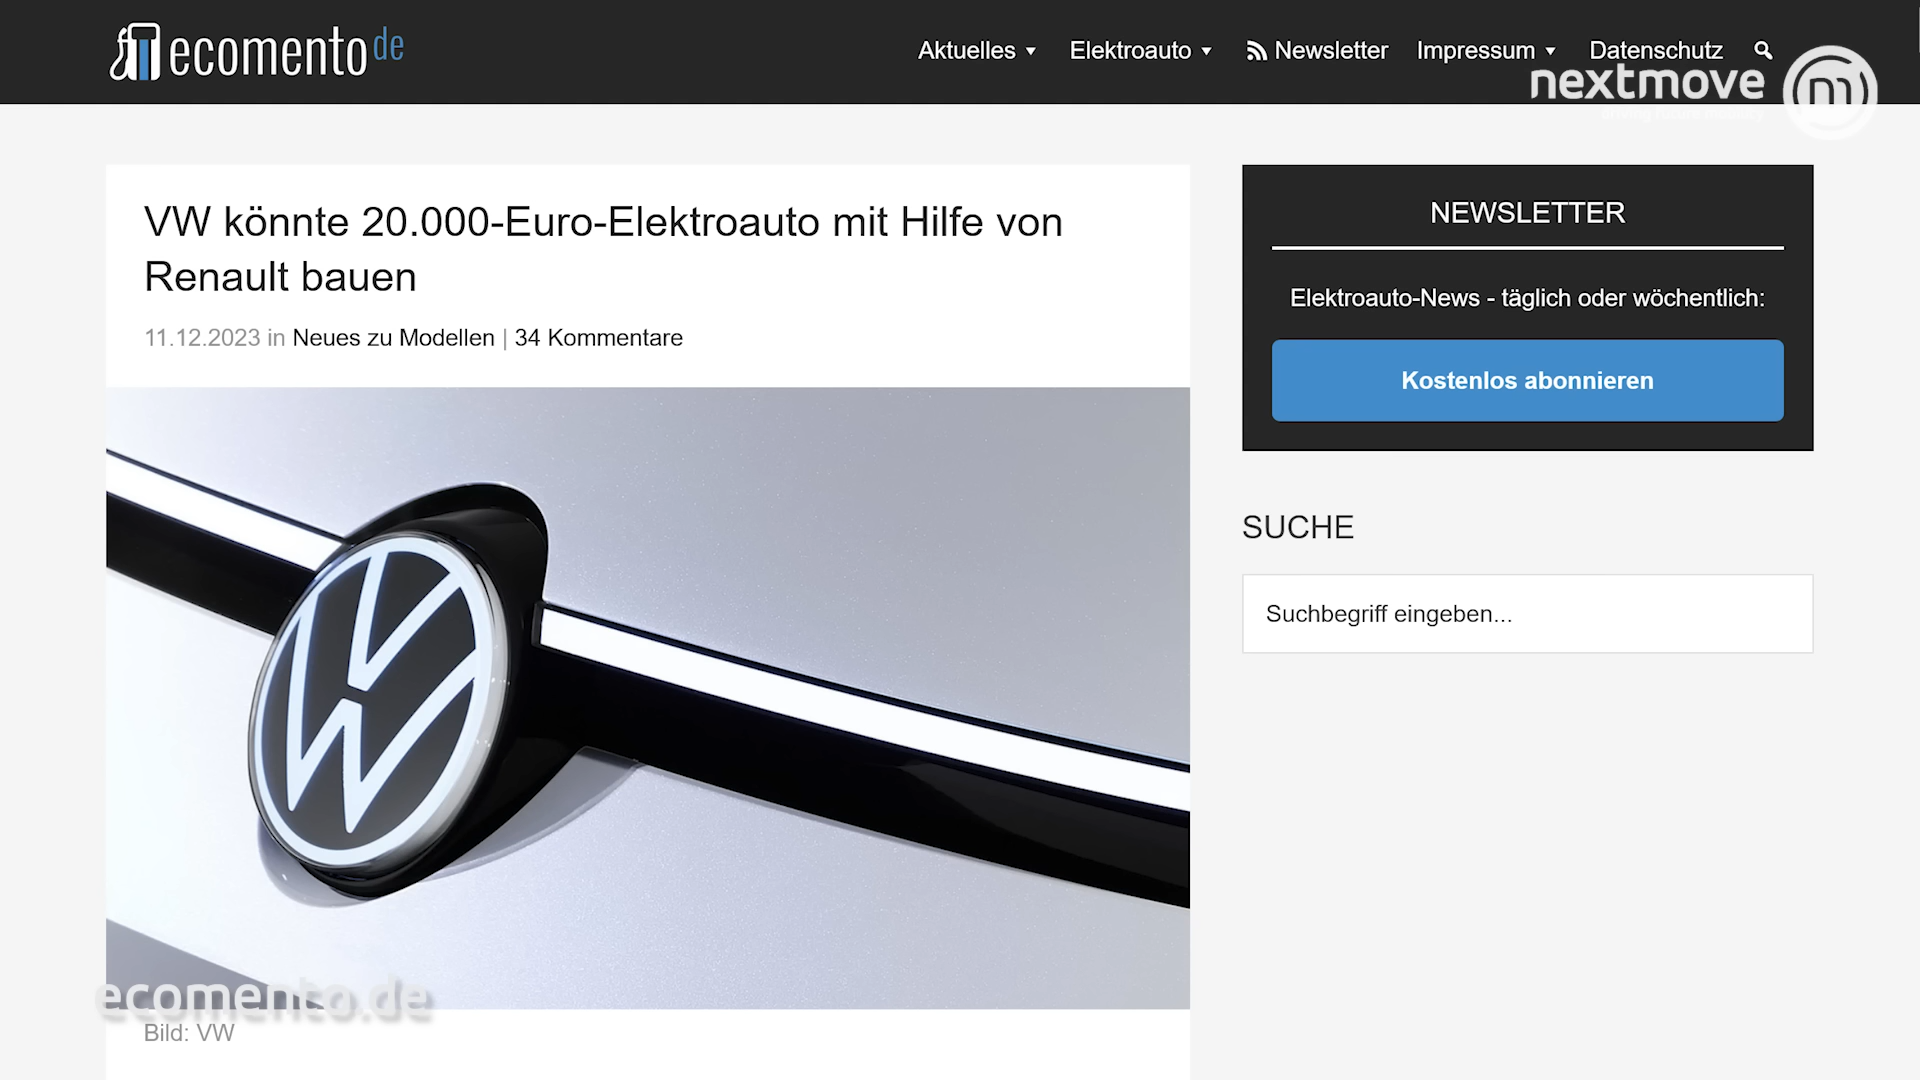 ecomento de
Aktuelles
Elektroauto
Newsletter
Impressum
Datenschutz
nextmove
VW könnte 20.000-Euro-Elektroauto mit Hilfe von
Renault bauen
11.12.2023 in Neues zu Modellen | 34 Kommentare
NEWSLETTER
Elektroauto-News - täglich oder wöchentlich:
Kostenlos abonnieren
SUCHE
Suchbegriff eingeben...
ecomento.de
Bild: VW